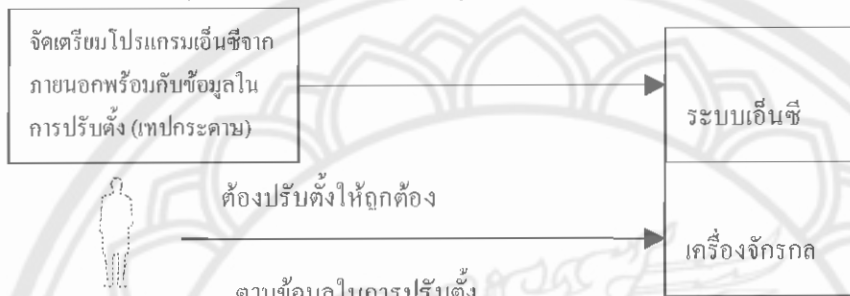 จัดเตรียมโปรแกรมเอ็นซีจาก
ภายนอกพร้อมกับข้อมูลใน
การปรับตั้ง (เทปกระดาษ)
ระบบเอ็นซี
ต้องปรับตั้งให้ถูกต้อง
เครื่องจักรกล
ตามข้อมูลในการปรับตั้ง